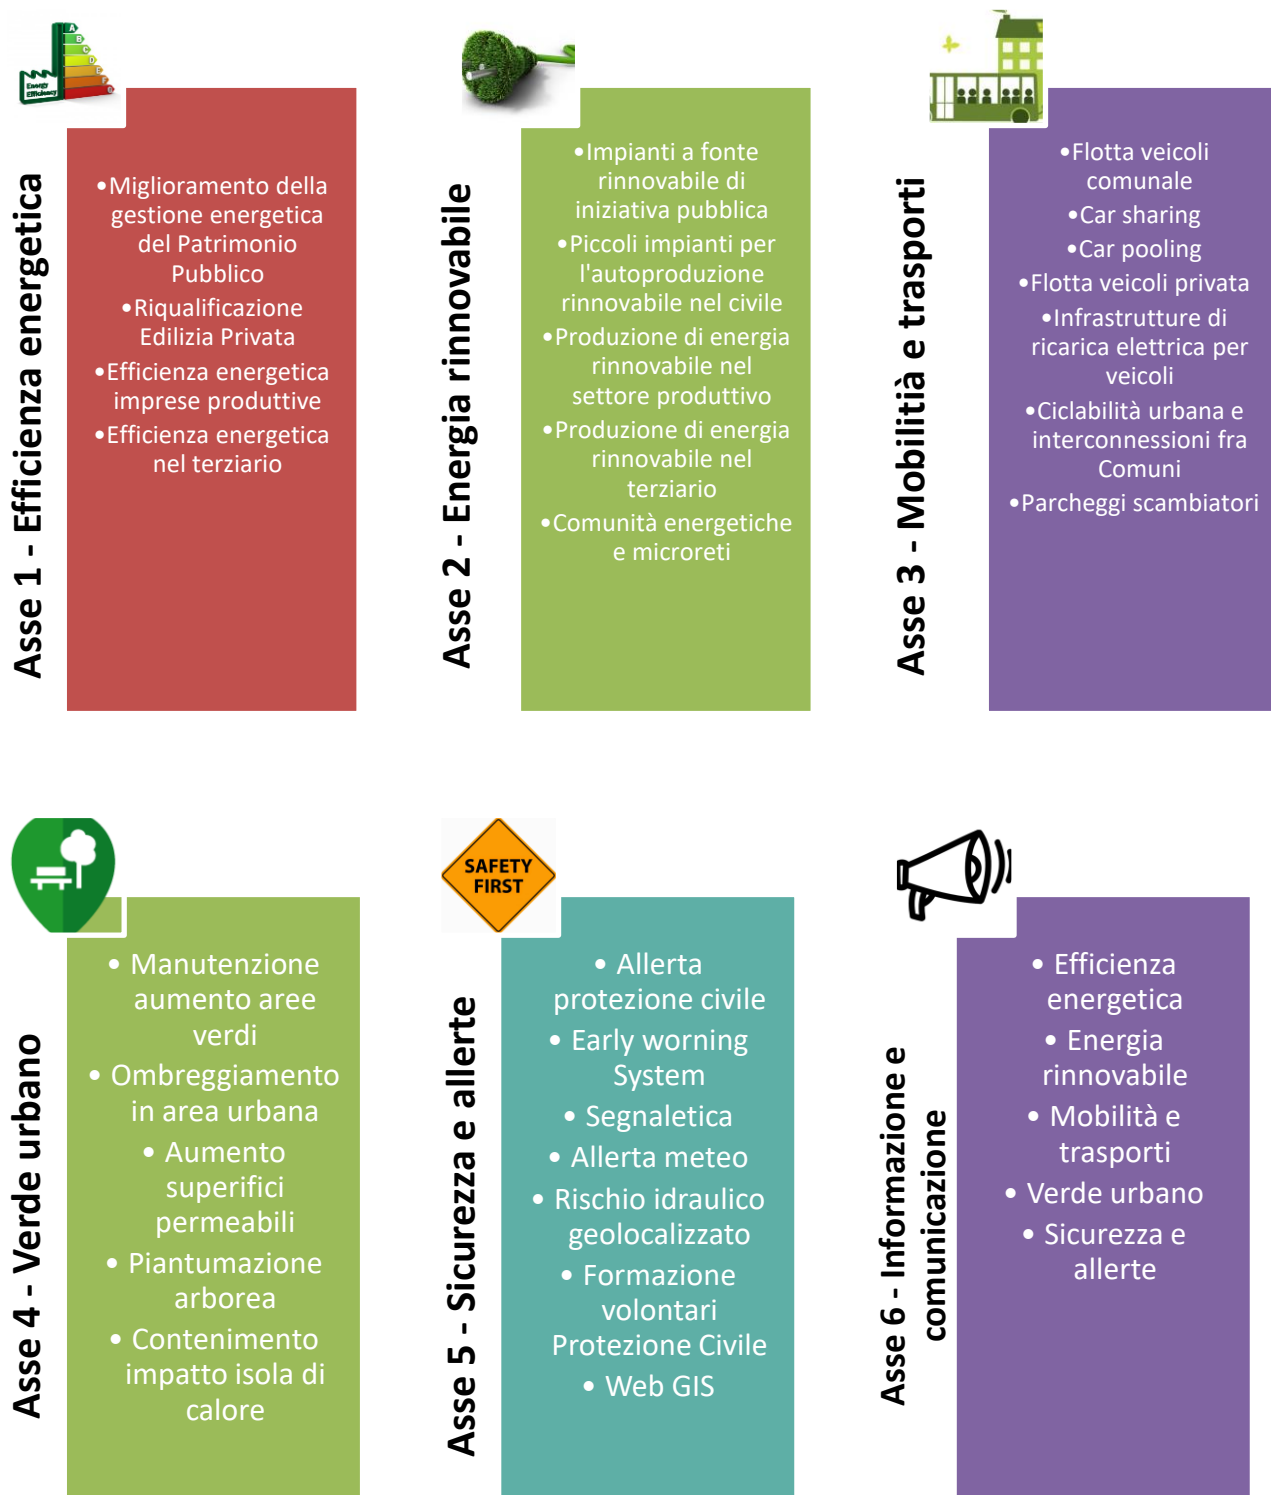 A
B
C
D
E
F
G
Energy
Efficiency
Asse 1 - Efficienza energetica
•Miglioramento della
gestione energetica
del Patrimonio
Pubblico
•Riqualificazione
Edilizia Privata
•Efficienza energetica
imprese produttive
•Efficienza energetica
nel terziario
Asse 2 - Energia rinnovabile
•Impianti a fonte
rinnovabile di
iniziativa pubblica
•Piccoli impianti per
l'autoproduzione
rinnovabile nel civile
•Produzione di energia
rinnovabile nel
settore produttivo
•Produzione di energia
rinnovabile nel
terziario
•Comunità energetiche
e microreti
Asse 3 - Mobilitià e trasporti
•Flotta veicoli
comunale
•Car sharing
•Car pooling
•Flotta veicoli privata
•Infrastrutture di
ricarica elettrica per
veicoli
•Ciclabilità urbana e
interconnessioni fra
Comuni
•Parcheggi scambiatori
Asse 4 - Verde urbano
• Manutenzione
aumento aree
verdi
• Ombreggiamento
in area urbana
• Aumento
superifici
permeabili
• Piantumazione
arborea
• Contenimento
impatto isola di
calore
SAFETY
FIRST
Asse 5 - Sicurezza e allerte
• Allerta
protezione civile
• Early worning
System
• Segnaletica
• Allerta meteo
• Rischio idraulico
geolocalizzato
• Formazione
volontari
Protezione Civile
• Web GIS
Asse 6 - Informazione e
comunicazione
• Efficienza
energetica
• Energia
rinnovabile
• Mobilità e
trasporti
• Verde urbano
• Sicurezza e
allerte